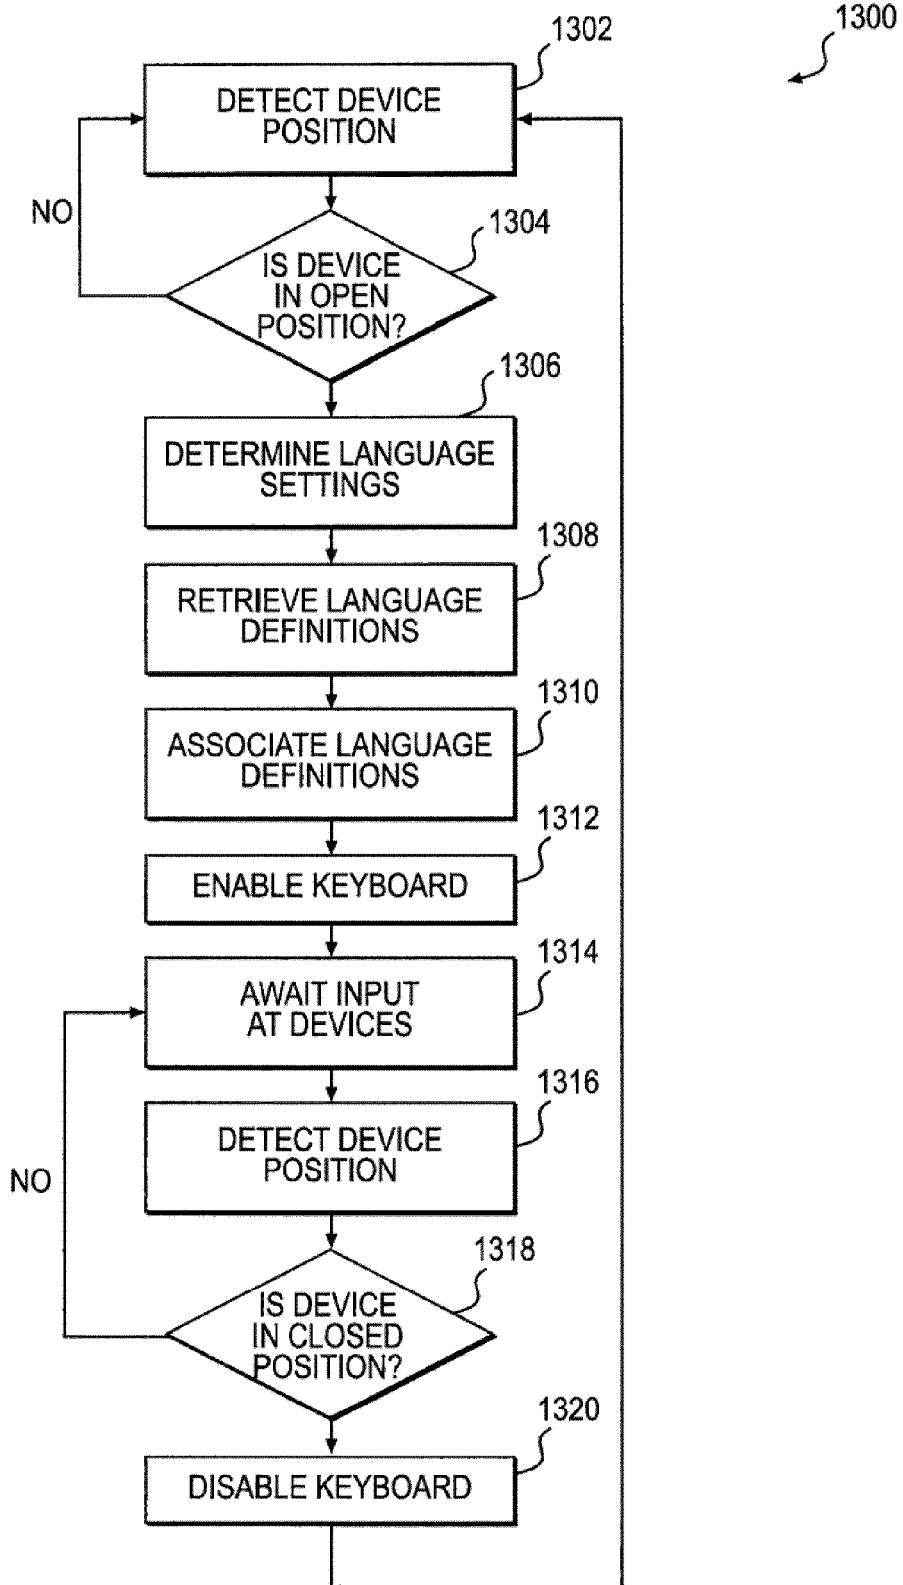 1300
1302
DETECT DEVICE
POSITION
NO
1304
IS DEVICE
IN OPEN
POSITION?
1306
DETERMINE LANGUAGE
SETTINGS
1308
RETRIEVE LANGUAGE
DEFINITIONS
1310
ASSOCIATE LANGUAGE
DEFINITIONS
1312
ENABLE KEYBOARD
1314
AWAIT INPUT
AT DEVICES
1316
DETECT DEVICE
POSITION
NO
1318
IS DEVICE
IN CLOSED
POSITION?
1320
DISABLE KEYBOARD